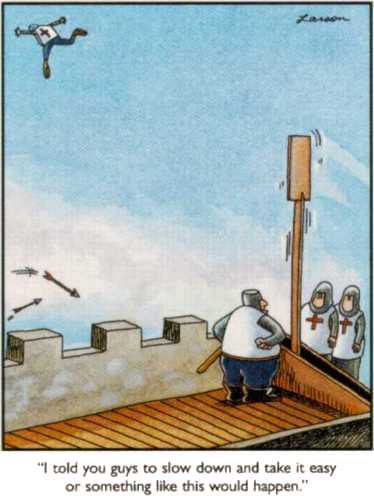 Larson
"I told you guys to slow down and take it easy
or something like this would happen."